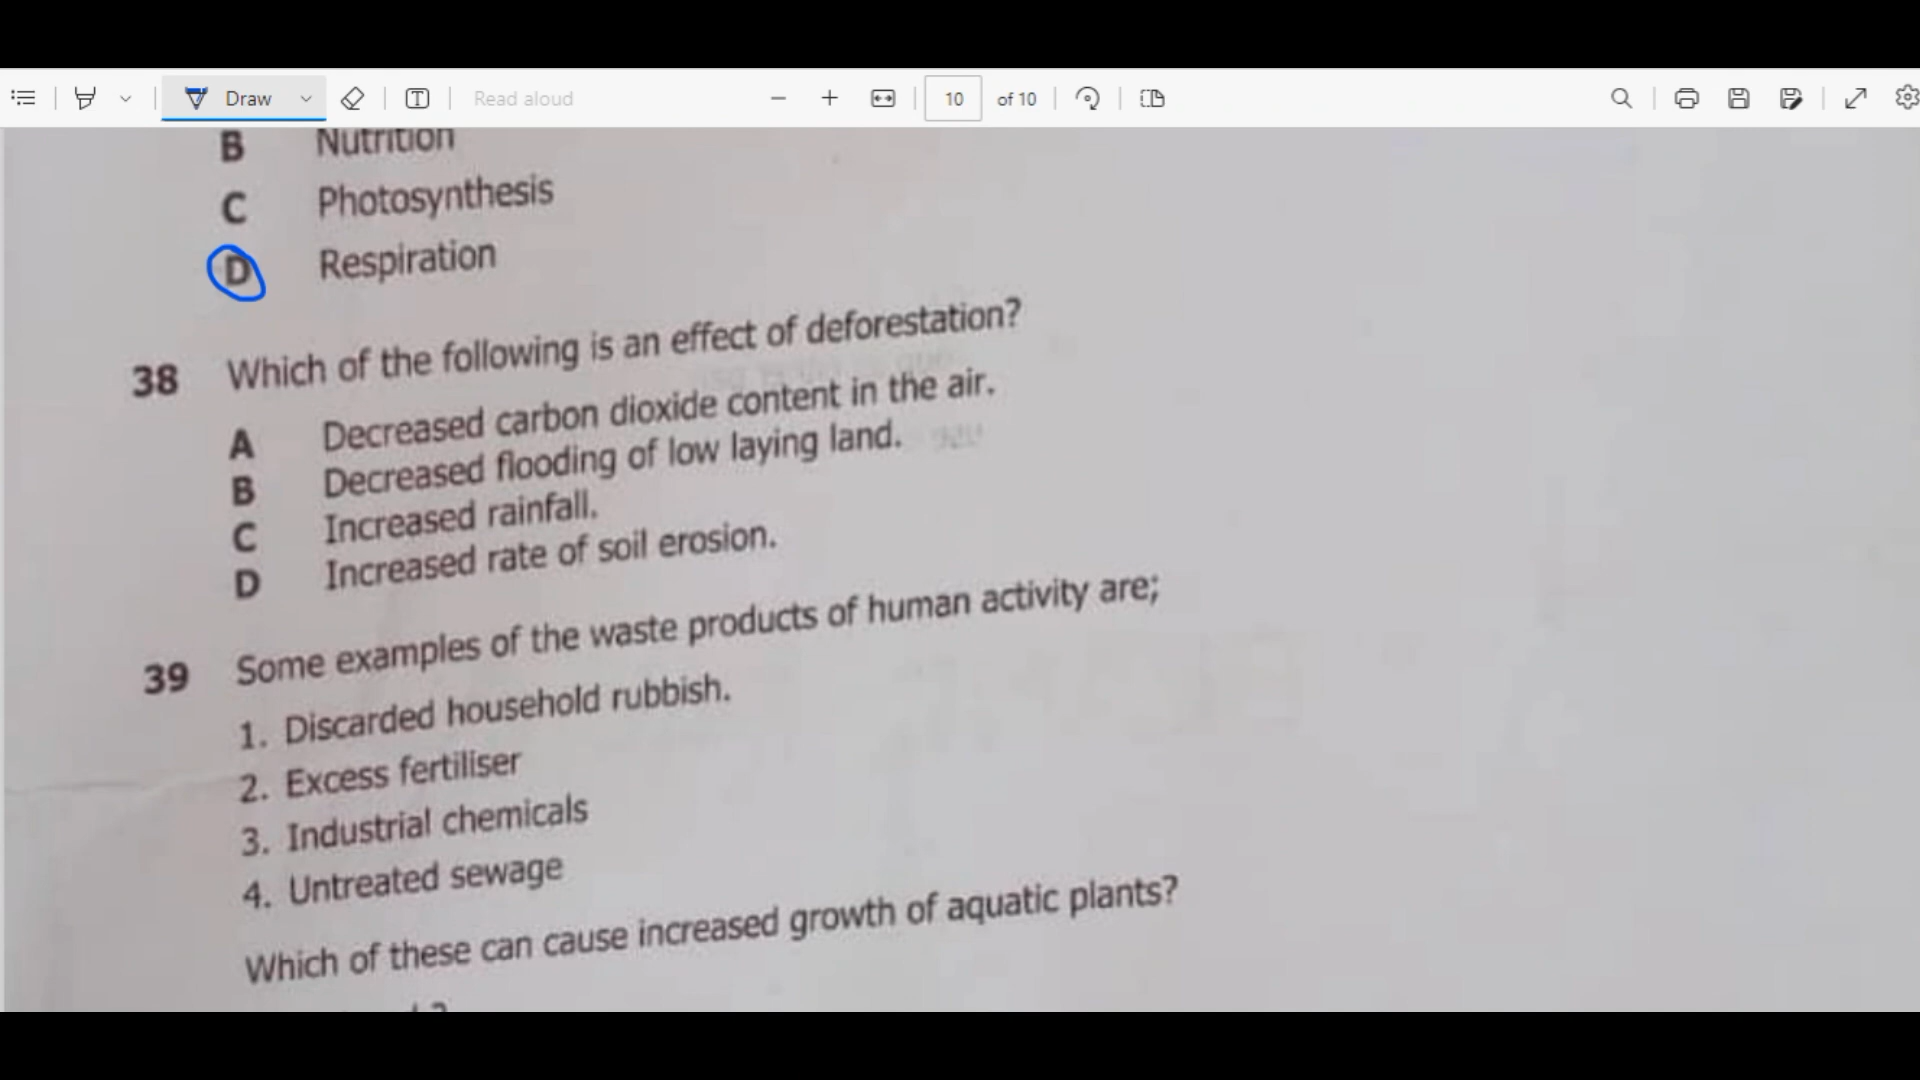 Draw
Read aloud
10 of 10
B Nutrition
C Photosynthesis
D Respiration
38 Which of the following is an effect of deforestation?
A Decreased carbon dioxide content in the air.
B Decreased flooding of low laying land.
C Increased rainfall.
D Increased rate of soil erosion.
39 Some examples of the waste products of human activity are;
1. Discarded household rubbish.
2. Excess fertiliser
3. Industrial chemicals
4. Untreated sewage
Which of these can cause increased growth of aquatic plants?